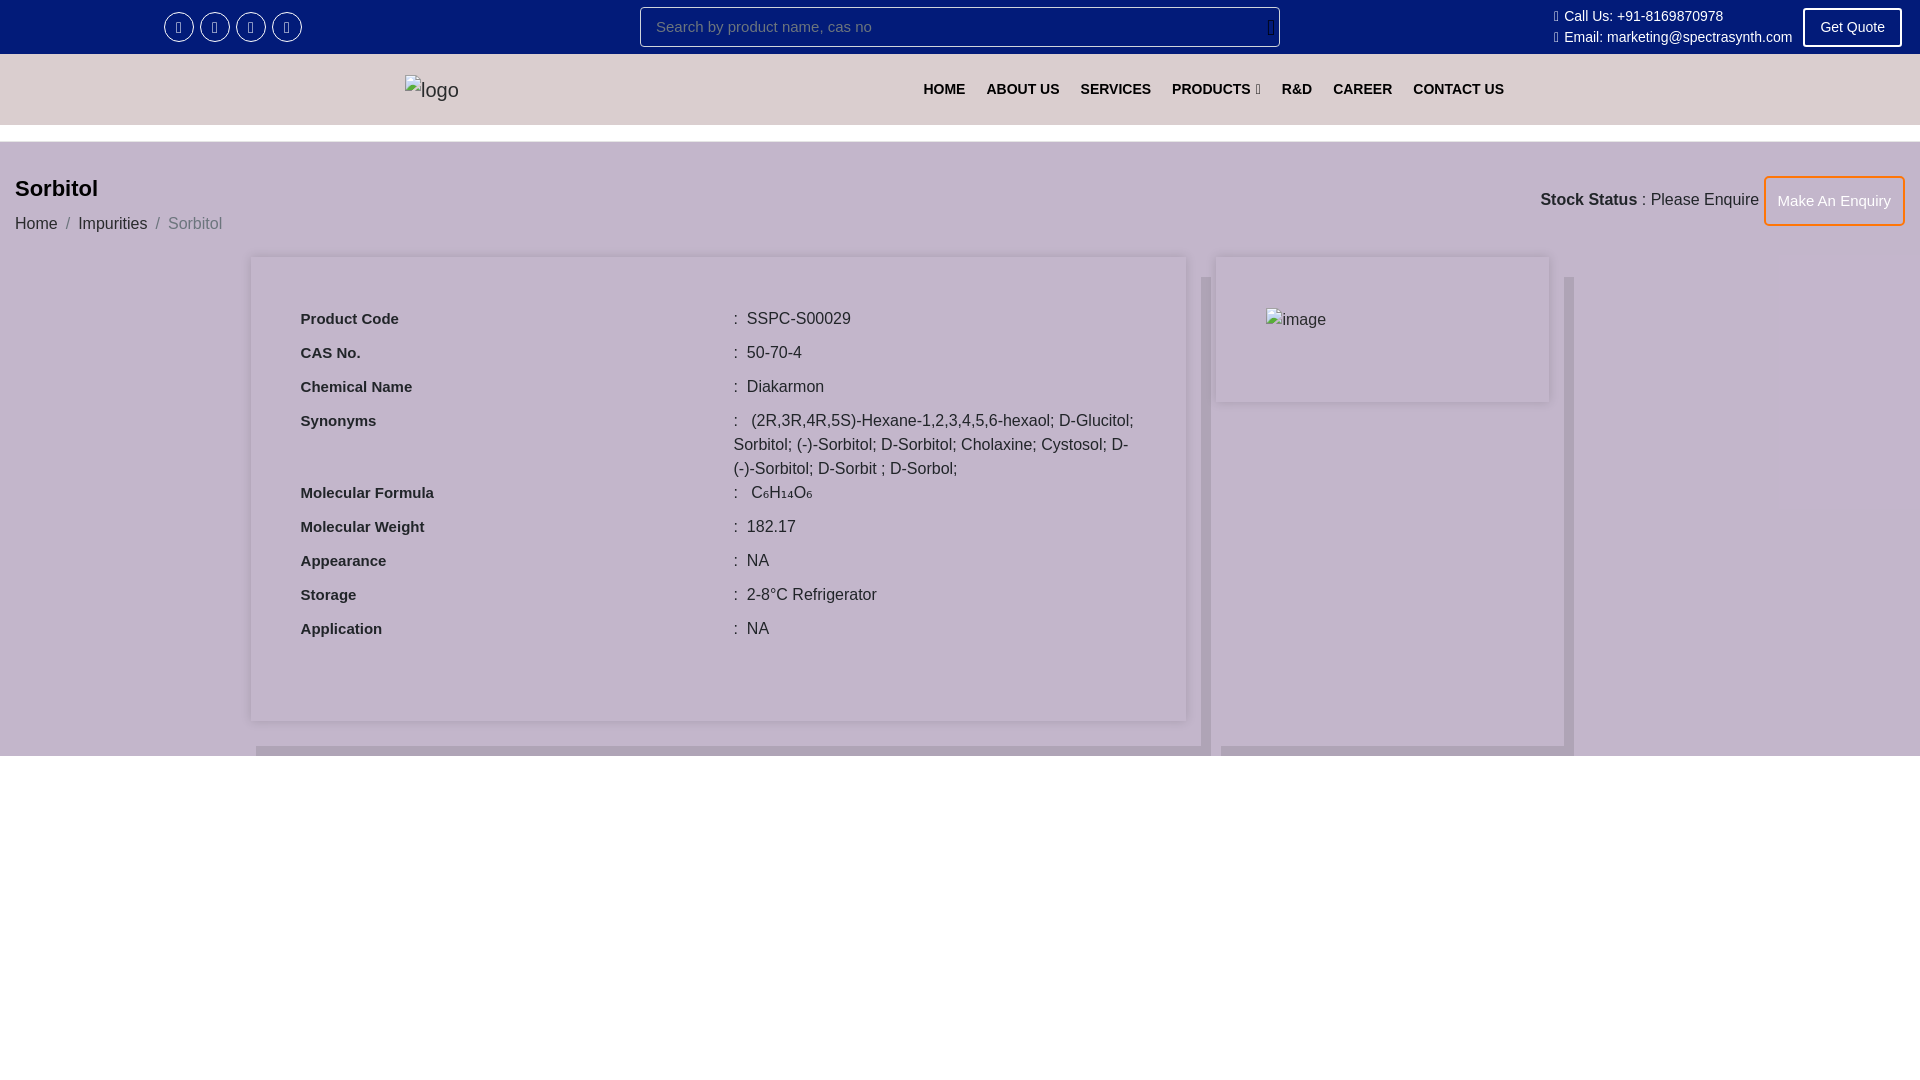 Search by product name, cas no
Call Us: +91-8169870978
Email: marketing@spectrasynth.com
Get Quote
logo
HOME ABOUT US SERVICES PRODUCTS R&D CAREER CONTACT US
Sorbitol
Home / Impurities / Sorbitol
Stock Status : Please Enquire Make An Enquiry
Product Code : SSPC-S00029
CAS No. : 50-70-4
Chemical Name : Diakarmon
Synonyms : (2R,3R,4R,5S)-Hexane-1,2,3,4,5,6-hexaol; D-Glucitol;
Sorbitol; (-)-Sorbitol; D-Sorbitol; Cholaxine; Cystosol; D-
(-)-Sorbitol; D-Sorbit ; D-Sorbol;
Molecular Formula : C₆H₁₄O₆
Molecular Weight : 182.17
Appearance : NA
Storage : 2-8°C Refrigerator
Application : NA
image